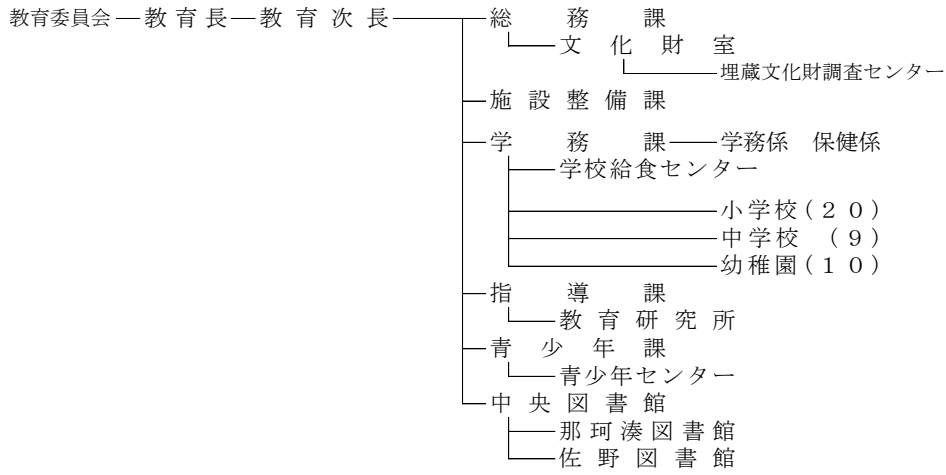 教育委員会 教育長 教育次長 総務課
文化財室
埋蔵文化財調査センター
施設整備課
学務課 学務係 保健係
学校給食センター
小学校(20)
中学校 (9)
幼稚園(10)
指導課
教育研究所
青少年課
青少年センター
中央図書館
那珂湊図書館
佐野図書館